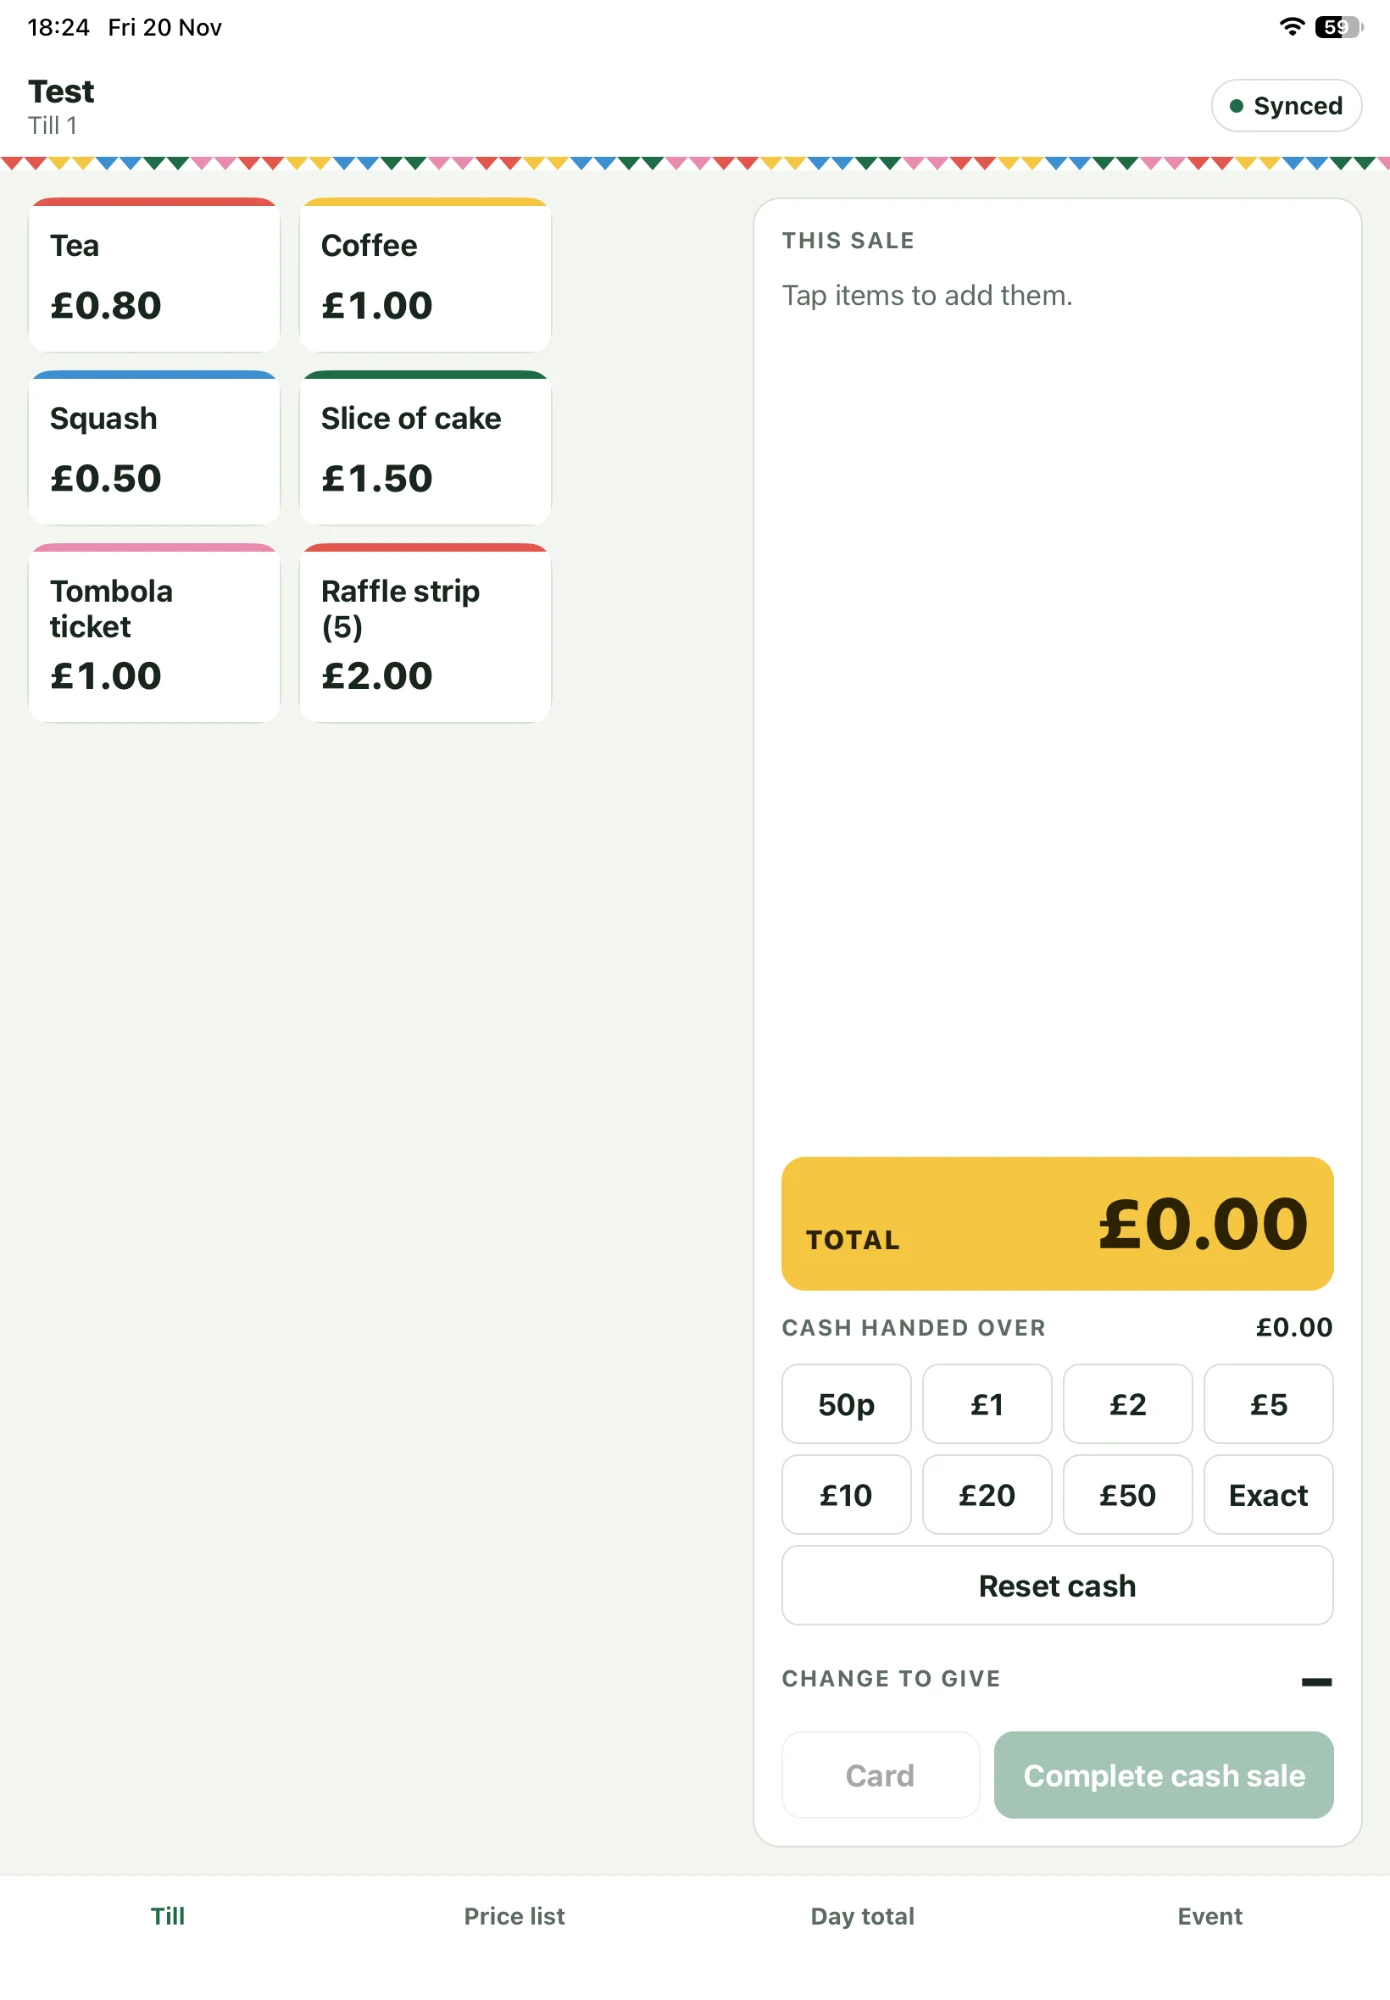 18:24 Fri 20 Nov
59
Test
Till 1
Synced
Tea
£0.80
Coffee
£1.00
Squash
£0.50
Slice of cake
£1.50
Tombola
ticket
£1.00
Raffle strip
(5)
£2.00
THIS SALE
Tap items to add them.
TOTAL £0.00
CASH HANDED OVER £0.00
50p £1 £2 £5
£10 £20 £50 Exact
Reset cash
CHANGE TO GIVE –
Card Complete cash sale
Till Price list Day total Event